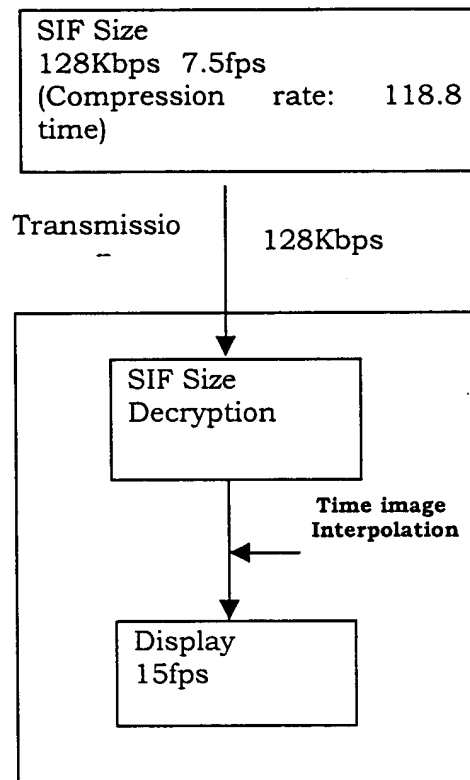 SIF Size
128Kbps 7.5fps
(Compression rate: 118.8
time)
Transmissio
128Kbps
SIF Size
Decryption
Time image
Interpolation
Display
15fps